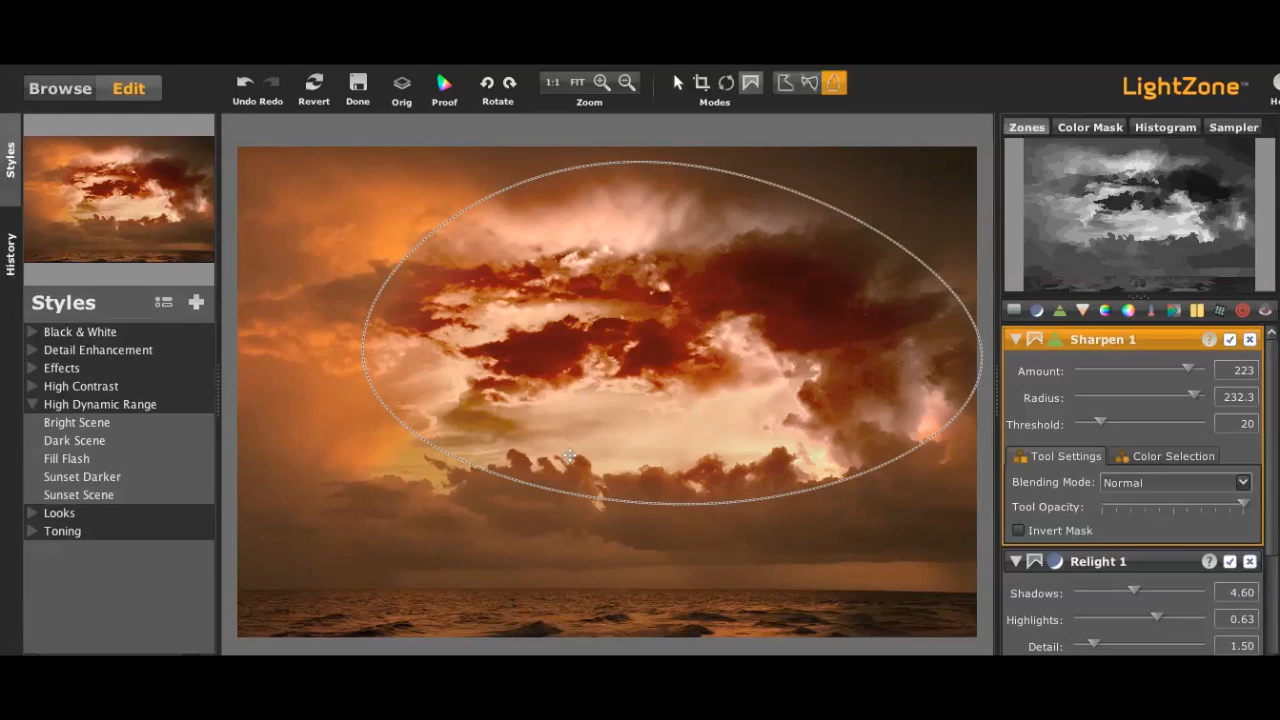 Browse Edit
Undo Redo Revert Done Orig Proof Rotate 1:1 FIT Zoom Modes
LightZone™
Styles
History
Styles
Black & White
Detail Enhancement
Effects
High Contrast
High Dynamic Range
Bright Scene
Dark Scene
Fill Flash
Sunset Darker
Sunset Scene
Looks
Toning
Zones Color Mask Histogram Sampler
Sharpen 1 ?
Amount: 223
Radius: 232.3
Threshold: 20
Tool Settings Color Selection
Blending Mode: Normal
Tool Opacity:
Invert Mask
Relight 1 ?
Shadows: 4.60
Highlights: 0.63
Detail: 1.50